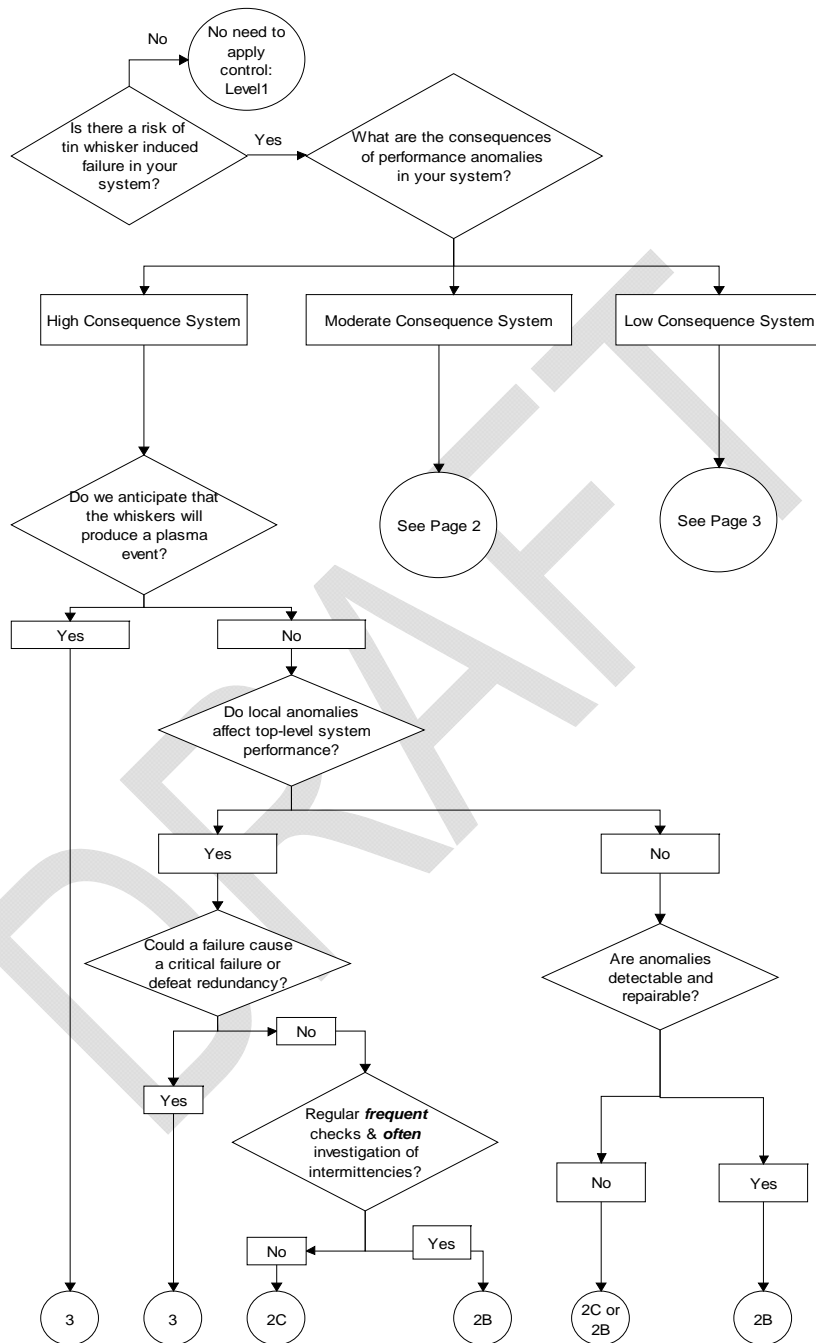 No
No need to
apply
control:
Level1
Is there a risk of
tin whisker induced
failure in your
system?
Yes
What are the consequences
of performance anomalies
in your system?
High Consequence System
Moderate Consequence System
Low Consequence System
Do we anticipate that
the whiskers will
produce a plasma
event?
See Page 2
See Page 3
Yes
No
Do local anomalies
affect top-level system
performance?
Yes
No
Could a failure cause
a critical failure or
defeat redundancy?
Are anomalies
detectable and
repairable?
No
Yes
Regular frequent
checks & often
investigation of
intermittencies?
No
Yes
No
Yes
3
3
2C
2B
2C or
2B
2B
DRAFT